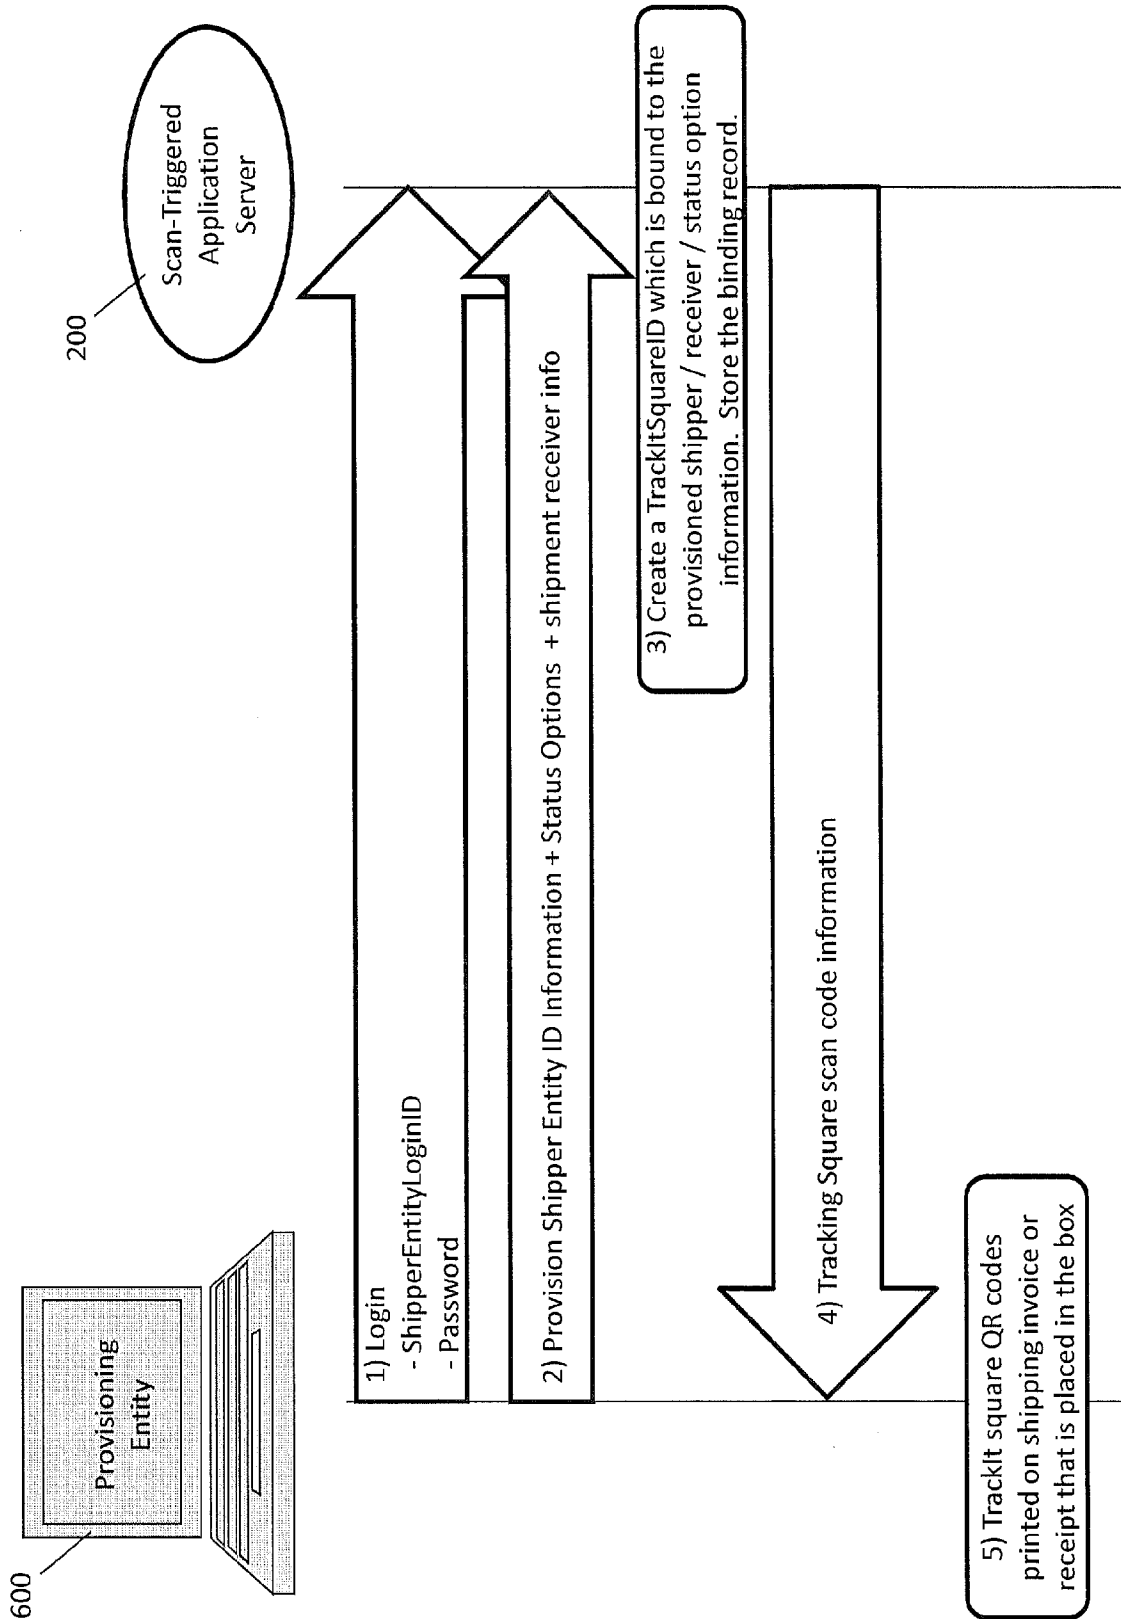 600
Provisioning
Entity
200
Scan-Triggered
Application
Server
1) Login
- ShipperEntityLoginID
- Password
2) Provision Shipper Entity ID Information + Status Options + shipment receiver info
3) Create a TrackItSquareID which is bound to the
provisioned shipper / receiver / status option
information. Store the binding record.
4) Tracking Square scan code information
5) TrackIt square QR codes
printed on shipping invoice or
receipt that is placed in the box